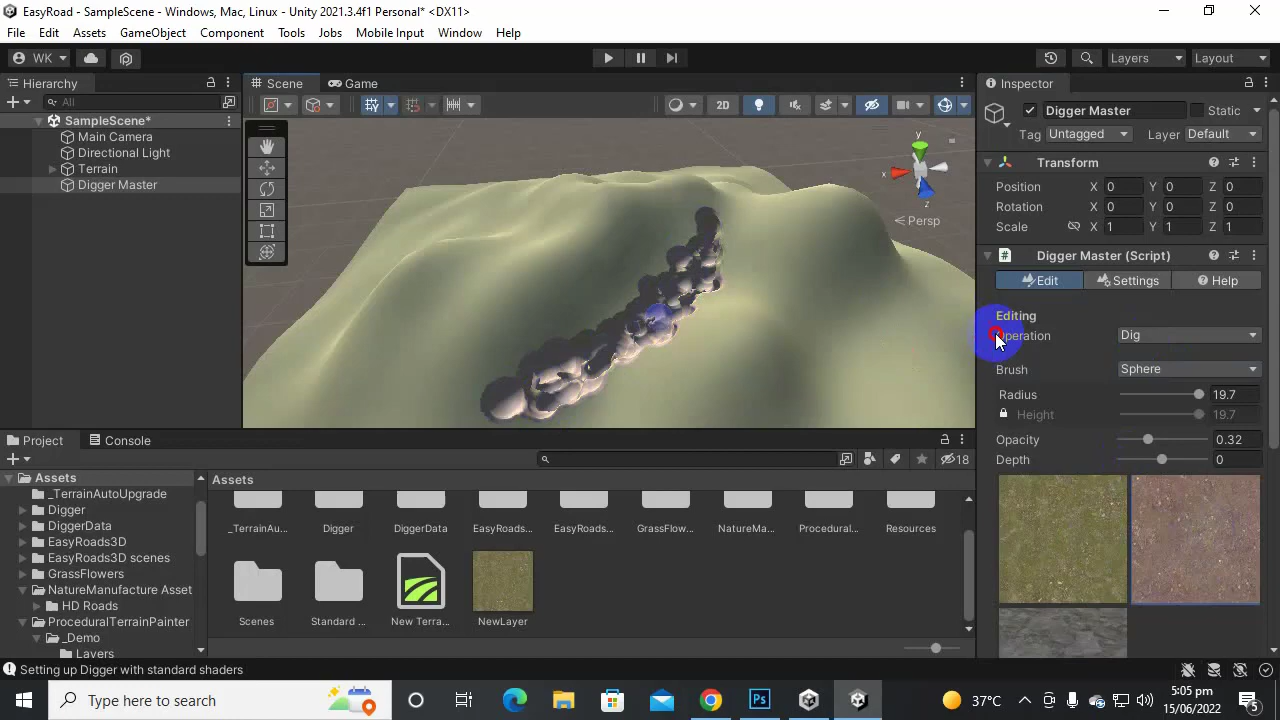 EasyRoad - SampleScene - Windows, Mac, Linux - Unity 2021.3.4f1 Personal* <DX11>
File Edit Assets GameObject Component Tools Jobs Mobile Input Window Help
WK Layers Layout
Hierarchy Scene Game Inspector
All 2D Digger Master Static
SampleScene* Tag Untagged Layer Default
Main Camera
Directional Light
Terrain
Digger Master
y
x
z
Persp
Transform
Position X 0 Y 0 Z 0
Rotation X 0 Y 0 Z 0
Scale X 1 Y 1 Z 1
Digger Master (Script)
Edit Settings Help
Editing
Operation Dig
Brush Sphere
Radius 19.7
Height 19.7
Opacity 0.32
Depth 0
Project Console
18
Assets
_TerrainAutoUpgrade
Digger
DiggerData
EasyRoads3D
EasyRoads3D scenes
GrassFlowers
NatureManufacture Asset
HD Roads
ProceduralTerrainPainter
_Demo
Layers
Assets
_TerrainAu... Digger DiggerData EasyRoads... EasyRoads... GrassFlow... NatureMa... Procedural... Resources
Scenes Standard ... New Terra... NewLayer
Setting up Digger with standard shaders
Type here to search
Ps
37°C
5:05 pm
15/06/2022
5